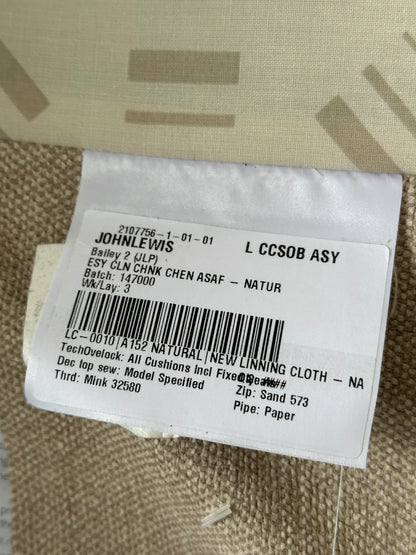 2107756-1-01-01
JOHNLEWIS L CCSOB ASY
Bailey 2 (JLP)
ESY CLN CHNK CHEN ASAF - NATUR
Batch: 147000
Wk/Lay: 3
LC-0010|A152 NATURAL|NEW LINNING CLOTH - NA
TechOvelock: All Cushions Incl Fixed
Dec top sew: Model Specified
Zip: Sand 573
Thrd: Mink 32580
Pipe: Paper